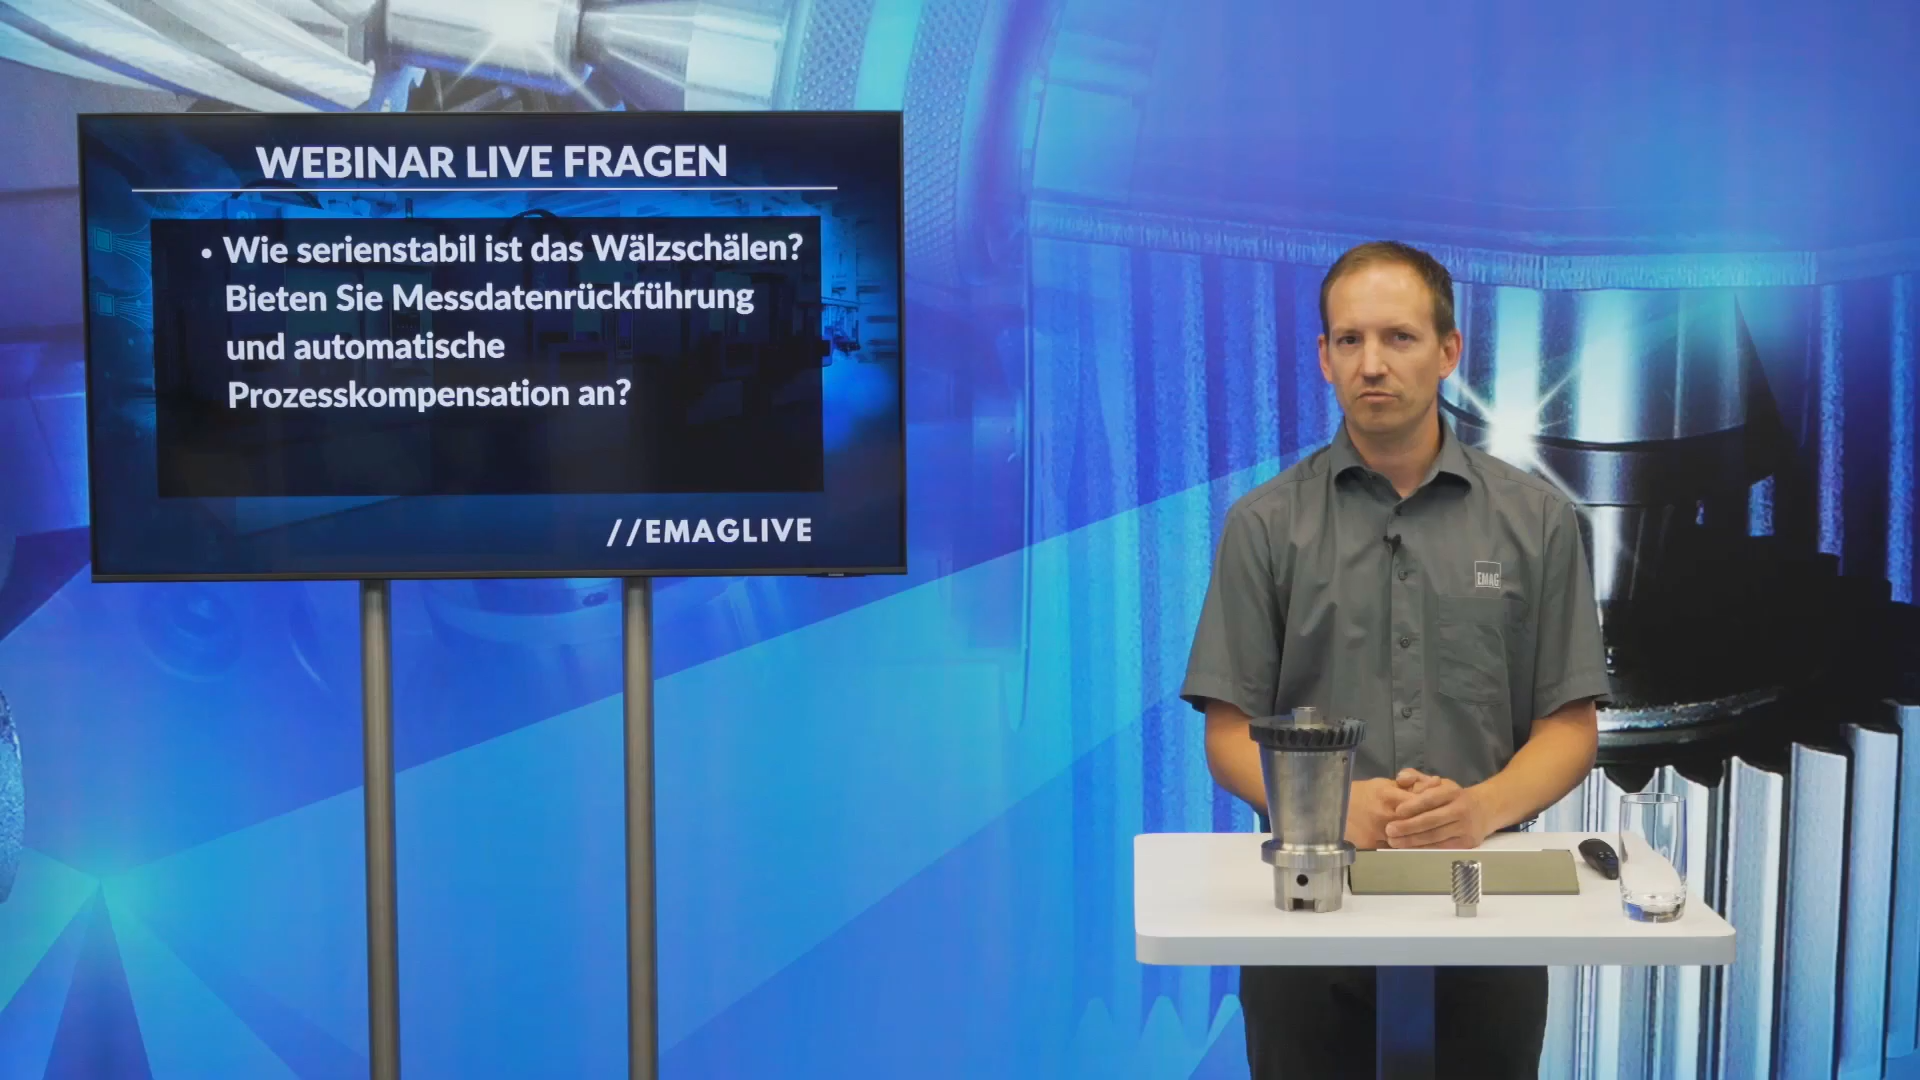 WEBINAR LIVE FRAGEN
• Wie serienstabil ist das Wälzschälen?
Bieten Sie Messdatenrückführung
und automatische
Prozesskompensation an?
//EMAGLIVE
EMAG